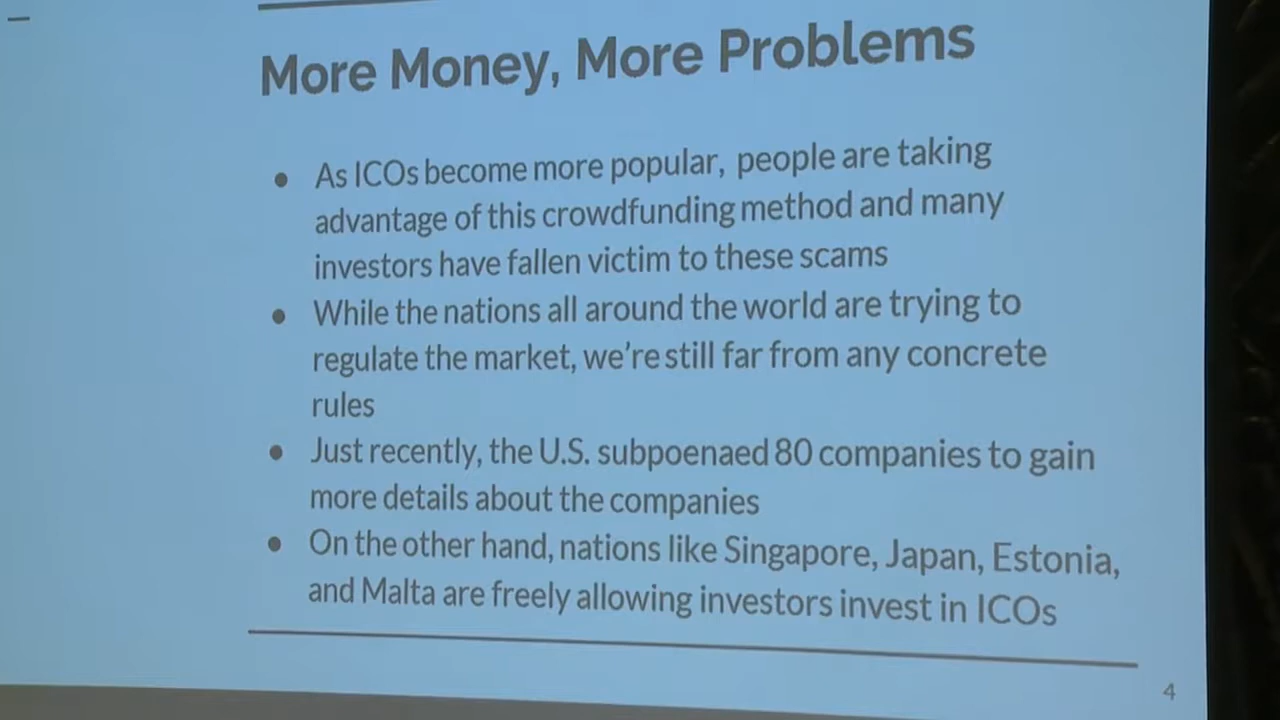 More Money, More Problems
● As ICOs become more popular, people are taking
advantage of this crowdfunding method and many
investors have fallen victim to these scams
● While the nations all around the world are trying to
regulate the market, we're still far from any concrete
rules
● Just recently, the U.S. subpoenaed 80 companies to gain
more details about the companies
● On the other hand, nations like Singapore, Japan, Estonia,
and Malta are freely allowing investors invest in ICOs
4